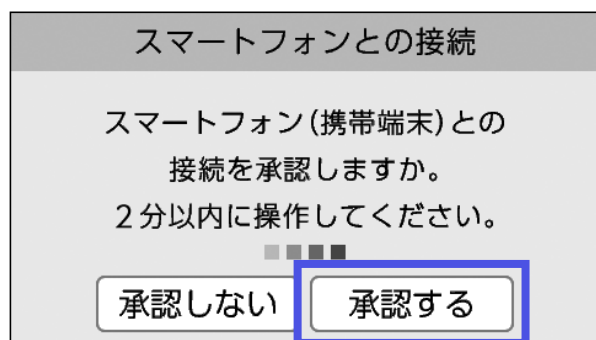 スマートフォンとの接続
スマートフォン(携帯端末)との
接続を承認しますか。
2分以内に操作してください。
承認しない
承認する